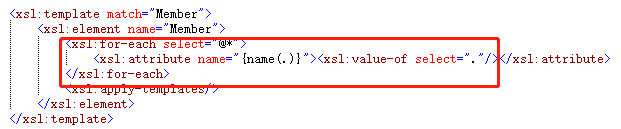 <xsl:template match="Member">
<xsl:element name="Member">
<xsl:for-each select="@*">
<xsl:attribute name="{name(.)}"><xsl:value-of select="."/></xsl:attribute>
</xsl:for-each>
<xsl:apply-templates/>
</xsl:element>
</xsl:template>